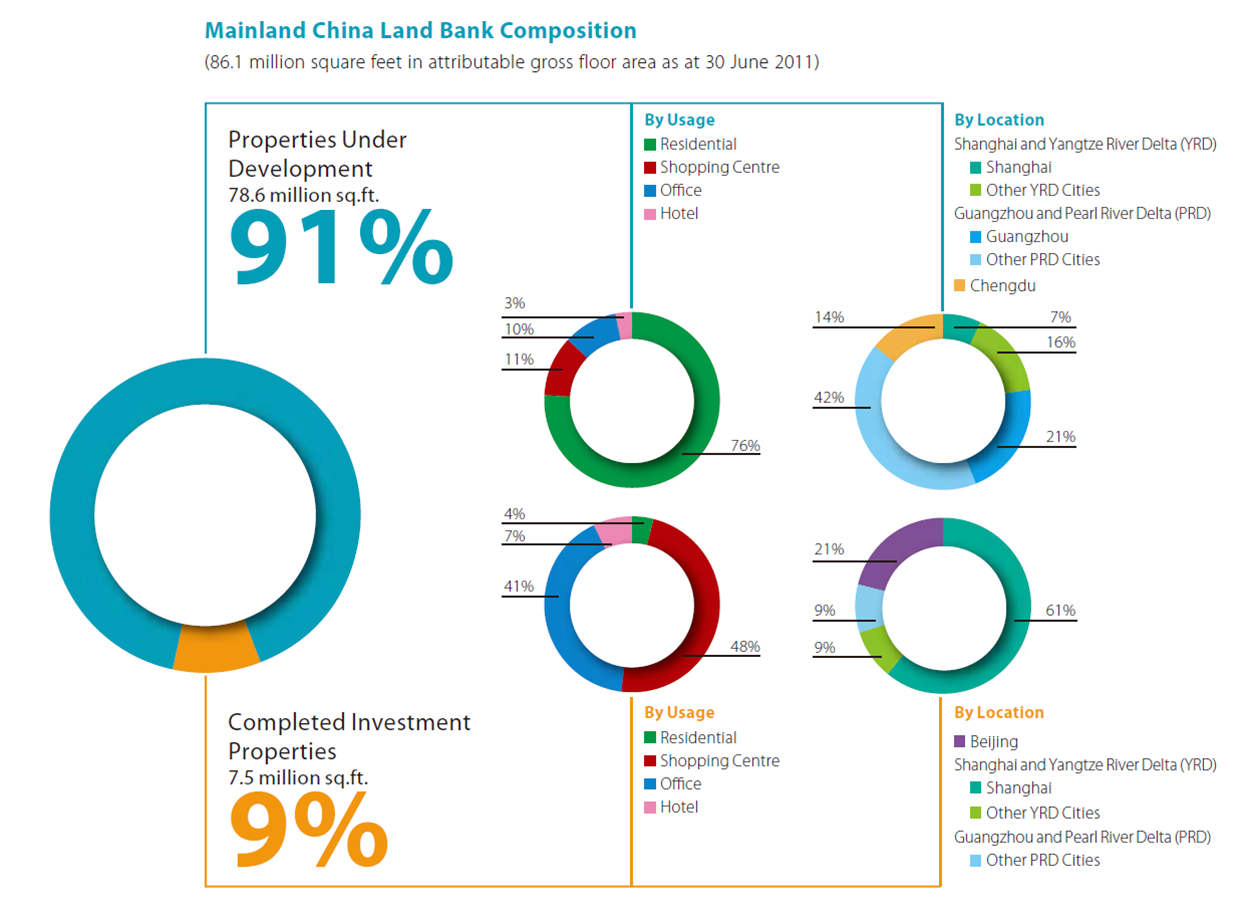 Mainland China Land Bank Composition
(86.1 million square feet in attributable gross floor area as at 30 June 2011)
Properties Under
Development
78.6 million sq.ft.
91%
By Usage
Residential
Shopping Centre
Office
Hotel
By Location
Shanghai and Yangtze River Delta (YRD)
Shanghai
Other YRD Cities
Guangzhou and Pearl River Delta (PRD)
Guangzhou
Other PRD Cities
Chengdu
3%
10%
11%
76%
14%
42%
7%
16%
21%
4%
7%
41%
48%
21%
9%
9%
61%
Completed Investment
Properties
7.5 million sq.ft.
9%
By Usage
Residential
Shopping Centre
Office
Hotel
By Location
Beijing
Shanghai and Yangtze River Delta (YRD)
Shanghai
Other YRD Cities
Guangzhou and Pearl River Delta (PRD)
Other PRD Cities